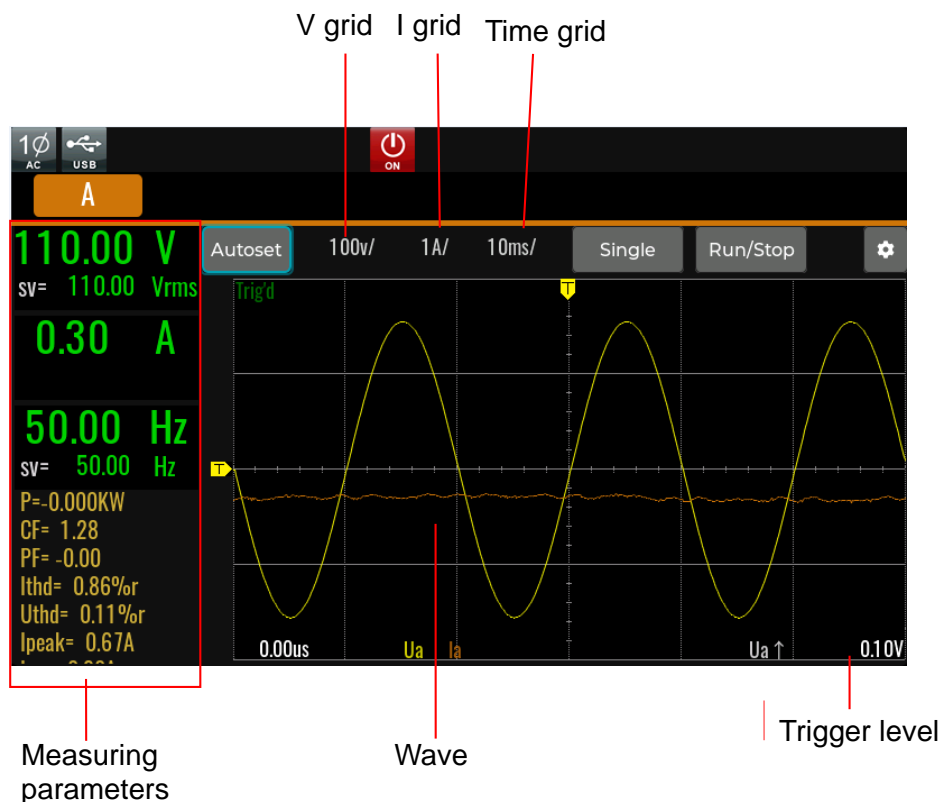 V grid I grid Time grid
1Ø
AC
USB
ON
A
110.00 V
sv= 110.00 Vrms
0.30 A
50.00 Hz
sv= 50.00 Hz
P=-0.000KW
CF= 1.28
PF= -0.00
Ithd= 0.86%r
Uthd= 0.11%r
Ipeak= 0.67A
Autoset 100v/ 1A/ 10ms/ Single Run/Stop
T
Trig'd
T
0.00us Ua Ia Ua ↑ 0.10V
Measuring
parameters
Wave
Trigger level